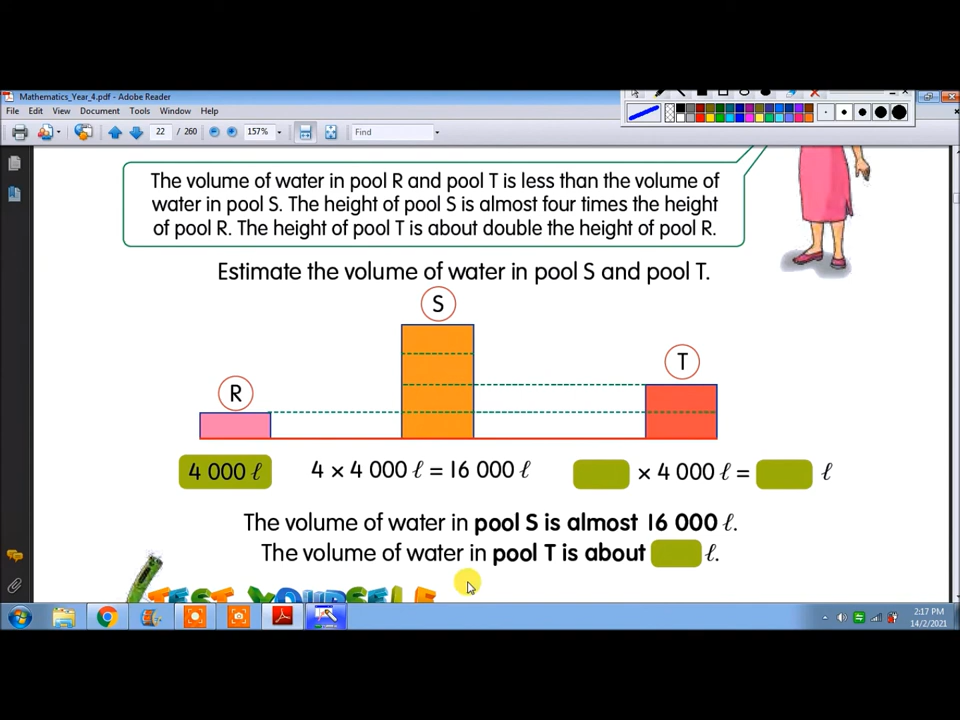 Mathematics_Year_4.pdf - Adobe Reader
File Edit View Document Tools Window Help
22 / 260 157% Find
The volume of water in pool R and pool T is less than the volume of
water in pool S. The height of pool S is almost four times the height
of pool R. The height of pool T is about double the height of pool R.
Estimate the volume of water in pool S and pool T.
S
T
R
4 000 ℓ 4 × 4 000 ℓ = 16 000 ℓ × 4 000 ℓ = ℓ
The volume of water in pool S is almost 16 000 ℓ.
The volume of water in pool T is about ℓ.
TEST YOURSELF
2:17 PM
14/2/2021